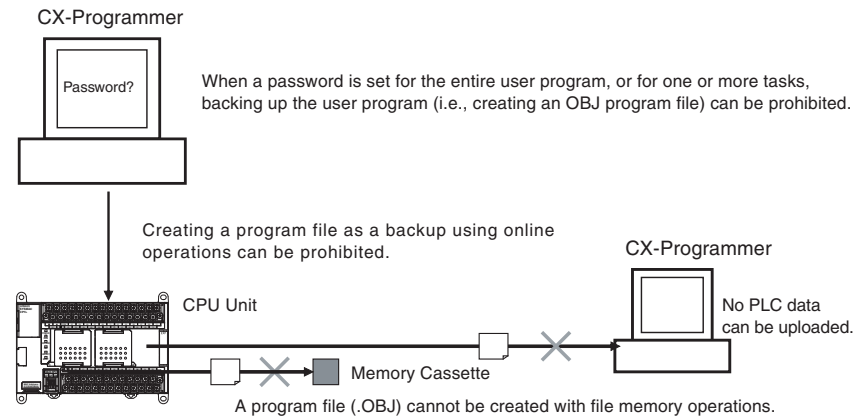 CX-Programmer
Password?
When a password is set for the entire user program, or for one or more tasks,
backing up the user program (i.e., creating an OBJ program file) can be prohibited.
Creating a program file as a backup using online
operations can be prohibited.
CX-Programmer
CPU Unit
No PLC data
can be uploaded.
Memory Cassette
A program file (.OBJ) cannot be created with file memory operations.